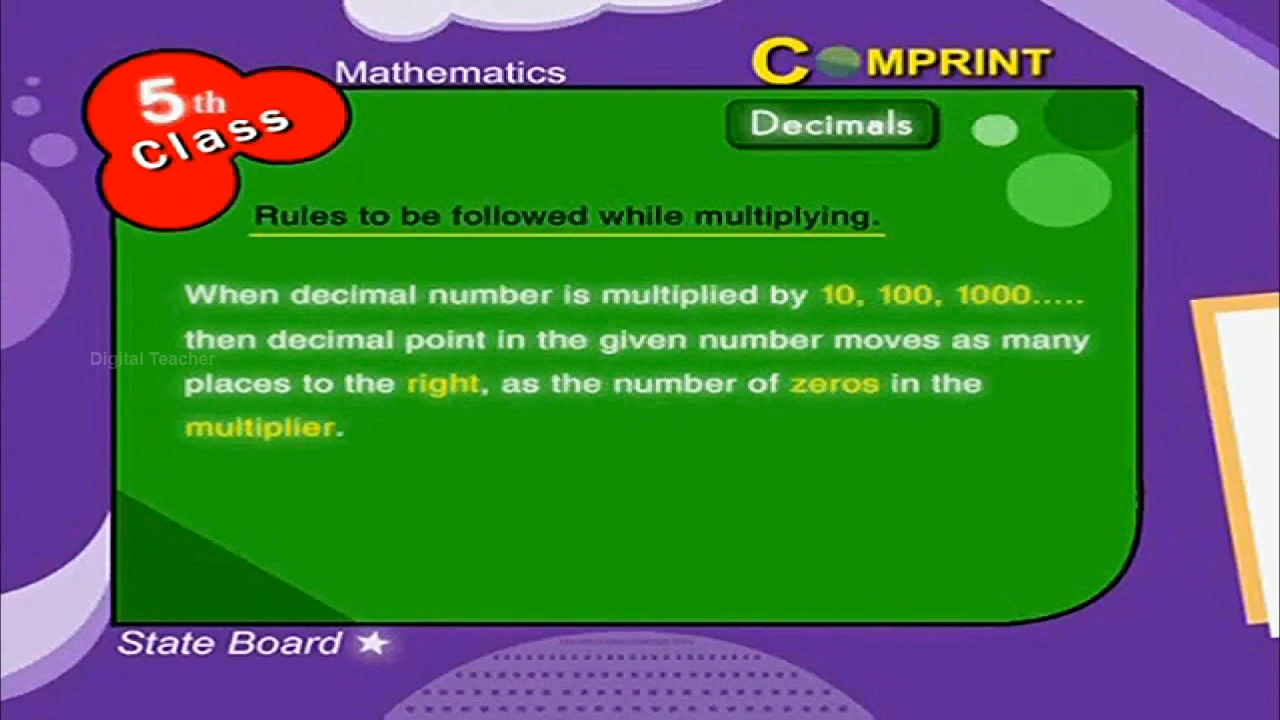 Mathematics
COMPRINT
5th
Class
Decimals
Rules to be followed while multiplying.
When decimal number is multiplied by 10, 100, 1000.....
then decimal point in the given number moves as many
Digital Teacher
places to the right, as the number of zeros in the
multiplier.
State Board